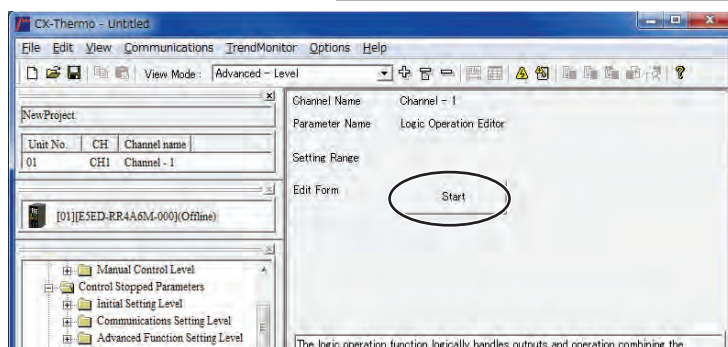 CX-Thermo - Untitled
File Edit View Communications TrendMonitor Options Help
View Mode : Advanced - Level
NewProject
Unit No. CH Channel name
01 CH1 Channel - 1
[01][E5ED-RR4A6M-000](Offline)
Manual Control Level
Control Stopped Parameters
Initial Setting Level
Communications Setting Level
Advanced Function Setting Level
Channel Name Channel - 1
Parameter Name Logic Operation Editor
Setting Range
Edit Form Start
The logic operation function logically handles outputs and operation combining the